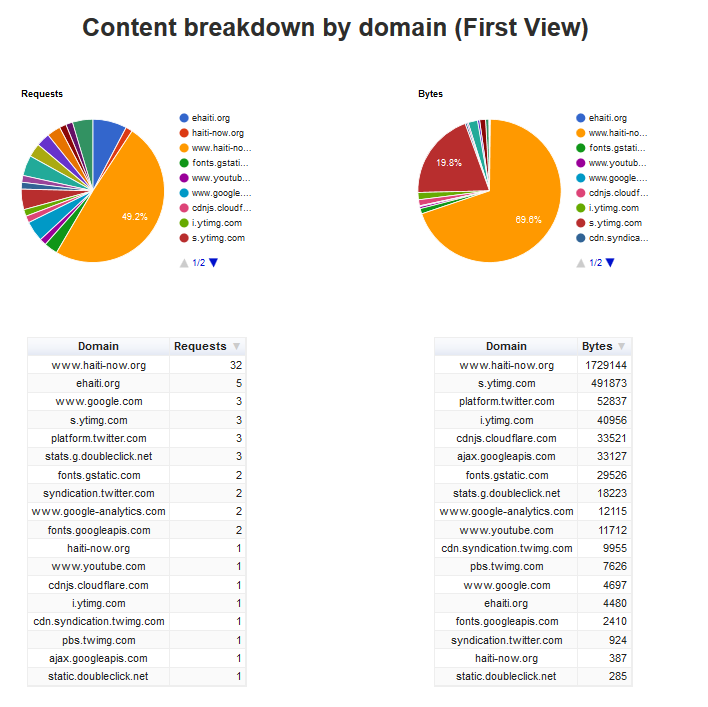 Content breakdown by domain (First View)
Requests
ehaiti.org
haiti-now.org
www.haiti-no...
fonts.gstati...
www.youtub...
www.google....
cdnjs.cloudf...
i.ytimg.com
s.ytimg.com
1/2
49.2%
Bytes
ehaiti.org
www.haiti-no...
fonts.gstati...
www.youtub...
www.google....
cdnjs.cloudf...
i.ytimg.com
s.ytimg.com
cdn.syndica...
1/2
19.8%
69.6%
Domain Requests
www.haiti-now.org 32
ehaiti.org 5
www.google.com 3
s.ytimg.com 3
platform.twitter.com 3
stats.g.doubleclick.net 3
fonts.gstatic.com 2
syndication.twitter.com 2
www.google-analytics.com 2
fonts.googleapis.com 2
haiti-now.org 1
www.youtube.com 1
cdnjs.cloudflare.com 1
i.ytimg.com 1
cdn.syndication.twimg.com 1
pbs.twimg.com 1
ajax.googleapis.com 1
static.doubleclick.net 1
Domain Bytes
www.haiti-now.org 1729144
s.ytimg.com 491873
platform.twitter.com 52837
i.ytimg.com 40956
cdnjs.cloudflare.com 33521
ajax.googleapis.com 33127
fonts.gstatic.com 29526
stats.g.doubleclick.net 18223
www.google-analytics.com 12115
www.youtube.com 11712
cdn.syndication.twimg.com 9955
pbs.twimg.com 7626
www.google.com 4697
ehaiti.org 4480
fonts.googleapis.com 2410
syndication.twitter.com 924
haiti-now.org 387
static.doubleclick.net 285